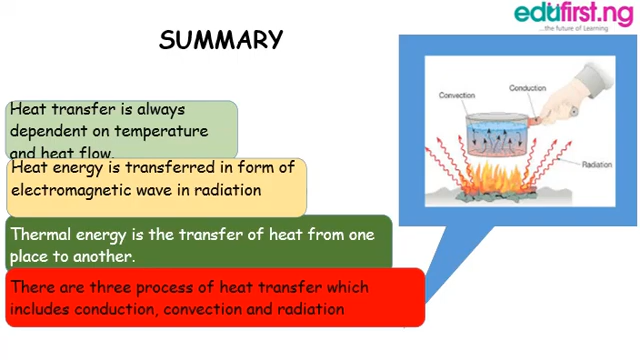 edufirst.ng
...the future of Learning
SUMMARY
Heat transfer is always
dependent on temperature
and heat flow.
Heat energy is transferred in form of
electromagnetic wave in radiation
Thermal energy is the transfer of heat from one
place to another.
There are three process of heat transfer which
includes conduction, convection and radiation
Conduction
Convection
Radiation